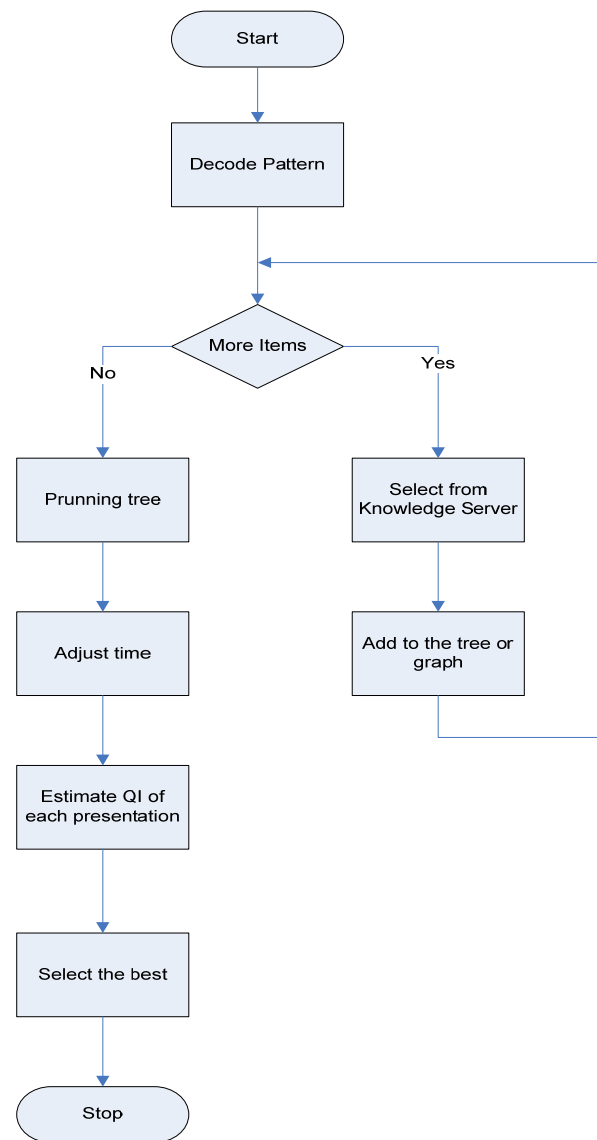 Start
Decode Pattern
More Items
No
Yes
Prunning tree
Select from
Knowledge Server
Adjust time
Add to the tree or
graph
Estimate QI of
each presentation
Select the best
Stop